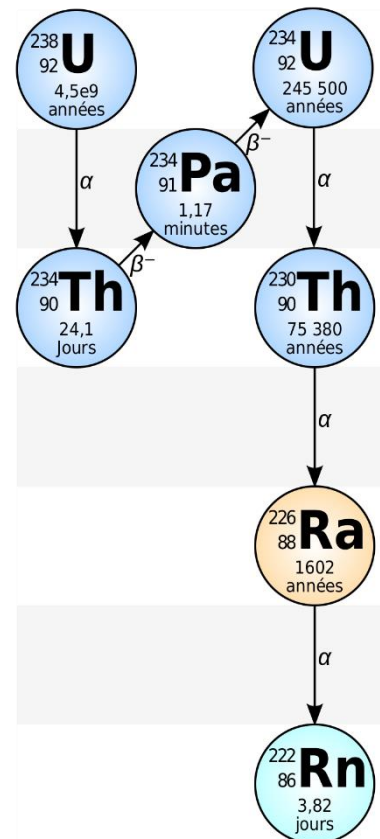 238
92 U
4,5e9
années
234
92 U
245 500
années
α
β⁻
234
91 Pa
1,17
minutes
α
β⁻
234
90 Th
24,1
Jours
230
90 Th
75 380
années
α
226
88 Ra
1602
années
α
222
86 Rn
3,82
jours